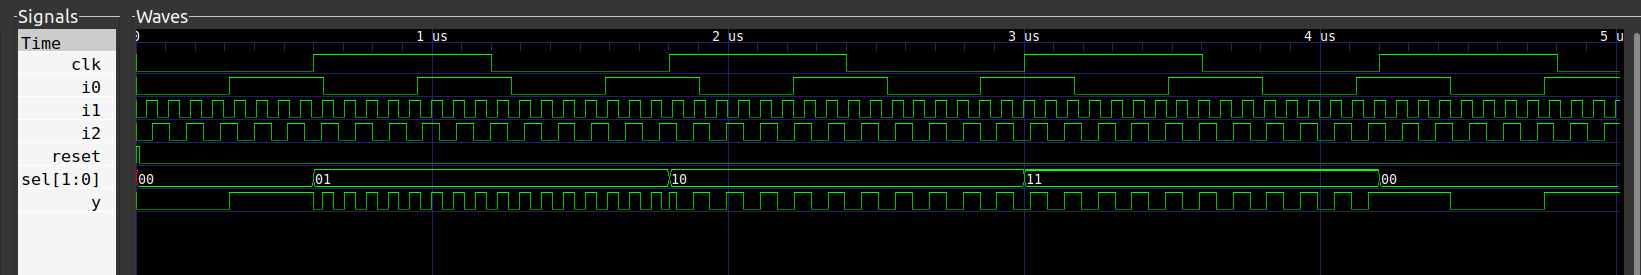 Signals Waves
Time 0 1 us 2 us 3 us 4 us 5 u
clk
i0
i1
i2
reset
sel[1:0] 00 01 10 11 00
y